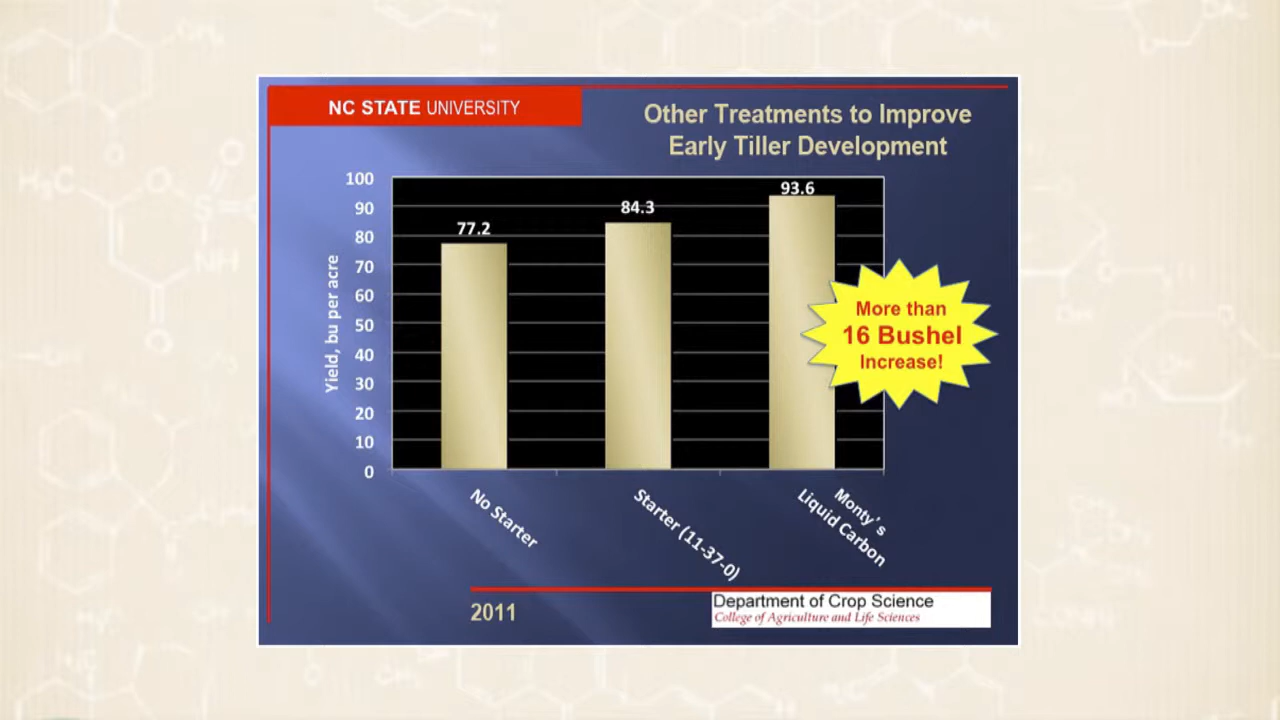 NC STATE UNIVERSITY
Other Treatments to Improve
Early Tiller Development
100
90
80
70
60
50
40
30
20
10
0
Yield, bu per acre
77.2
84.3
93.6
More than
16 Bushel
Increase!
No Starter
Starter (11-37-0)
Monty's
Liquid Carbon
2011
Department of Crop Science
College of Agriculture and Life Sciences
H₃C
O
O
S
NH
O
O